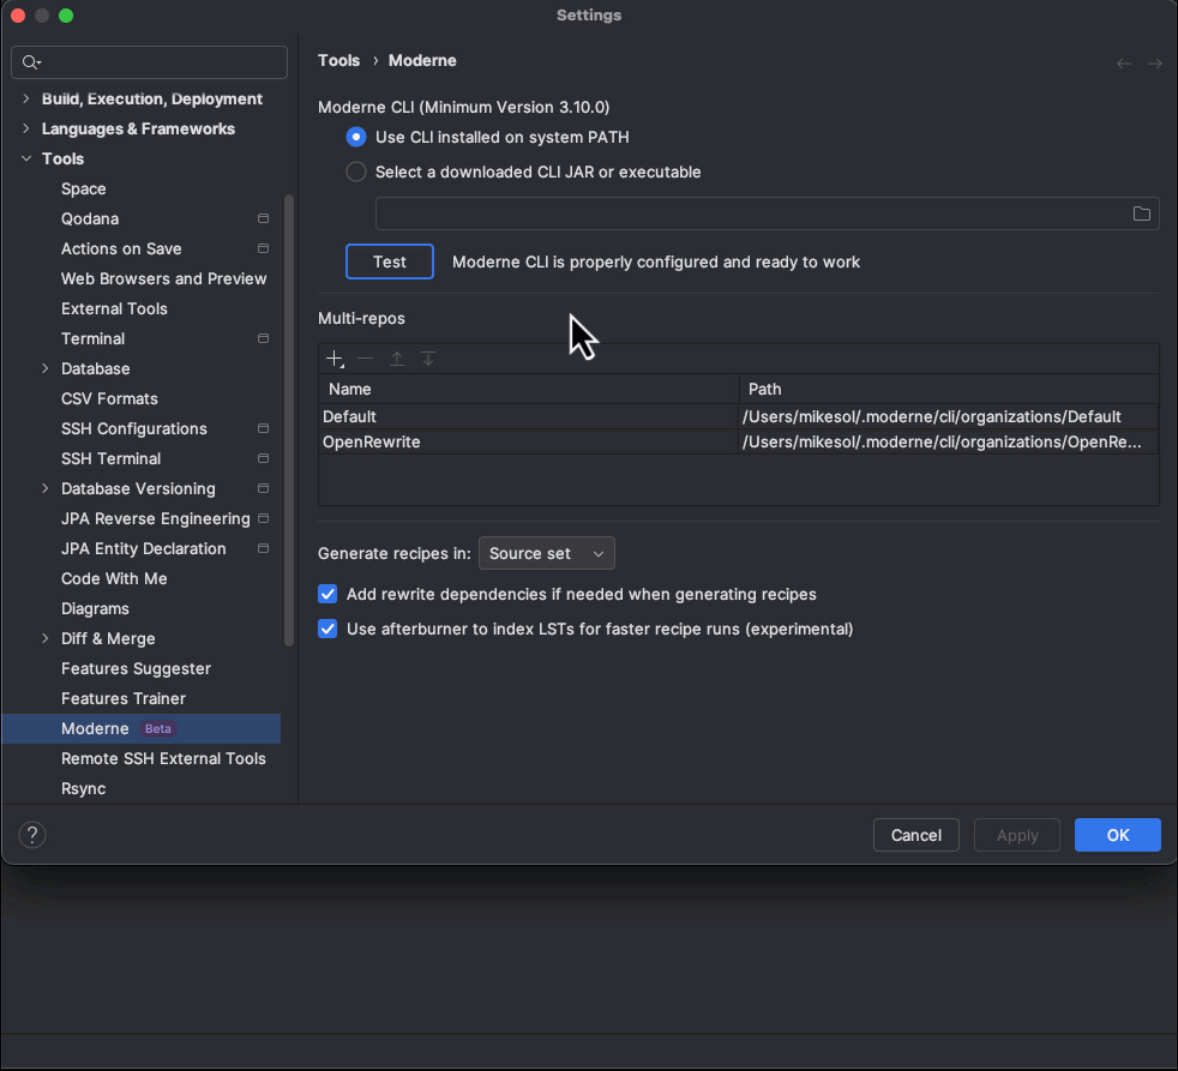 Settings
Tools › Moderne
Build, Execution, Deployment
Languages & Frameworks
Tools
Space
Qodana
Actions on Save
Web Browsers and Preview
External Tools
Terminal
Database
CSV Formats
SSH Configurations
SSH Terminal
Database Versioning
JPA Reverse Engineering
JPA Entity Declaration
Code With Me
Diagrams
Diff & Merge
Features Suggester
Features Trainer
Moderne Beta
Remote SSH External Tools
Rsync
Moderne CLI (Minimum Version 3.10.0)
Use CLI installed on system PATH
Select a downloaded CLI JAR or executable
Test Moderne CLI is properly configured and ready to work
Multi-repos
Name Path
Default /Users/mikesol/.moderne/cli/organizations/Default
OpenRewrite /Users/mikesol/.moderne/cli/organizations/OpenRe...
Generate recipes in: Source set
Add rewrite dependencies if needed when generating recipes
Use afterburner to index LSTs for faster recipe runs (experimental)
? Cancel Apply OK